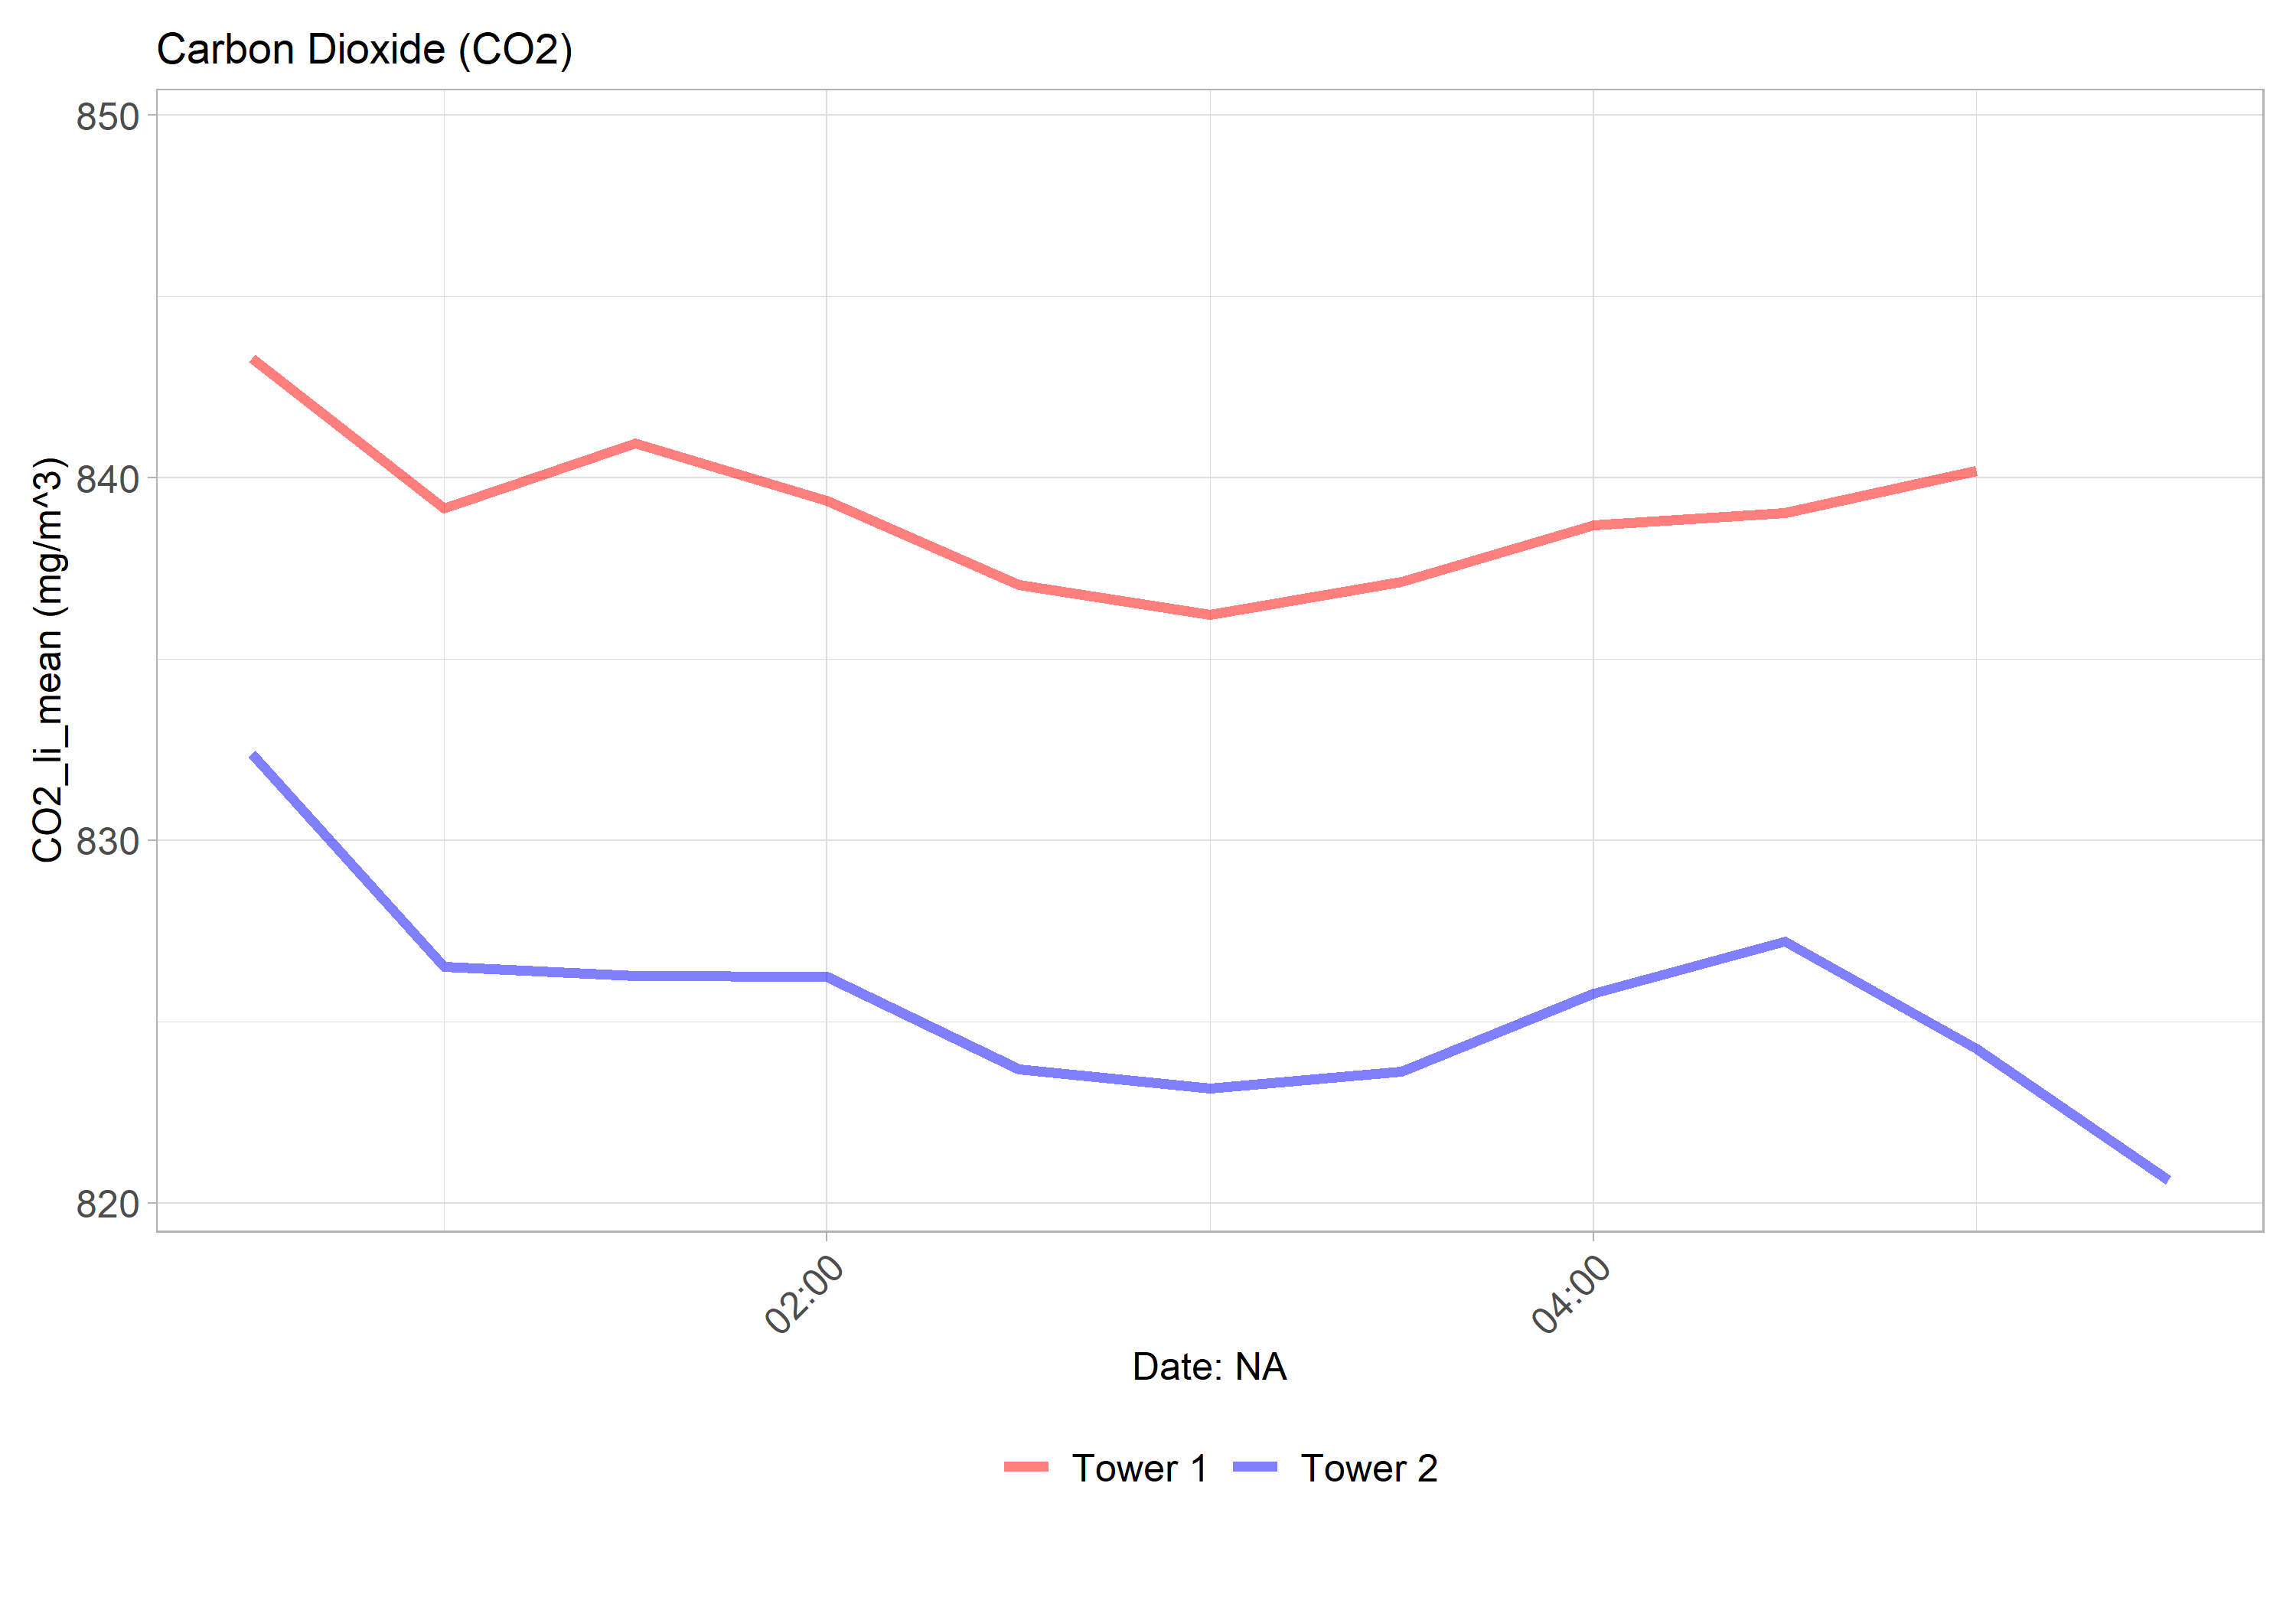 Carbon Dioxide (CO2)
CO2_li_mean (mg/m^3)
850
840
830
820
02:00
04:00
Date: NA
Tower 1
Tower 2